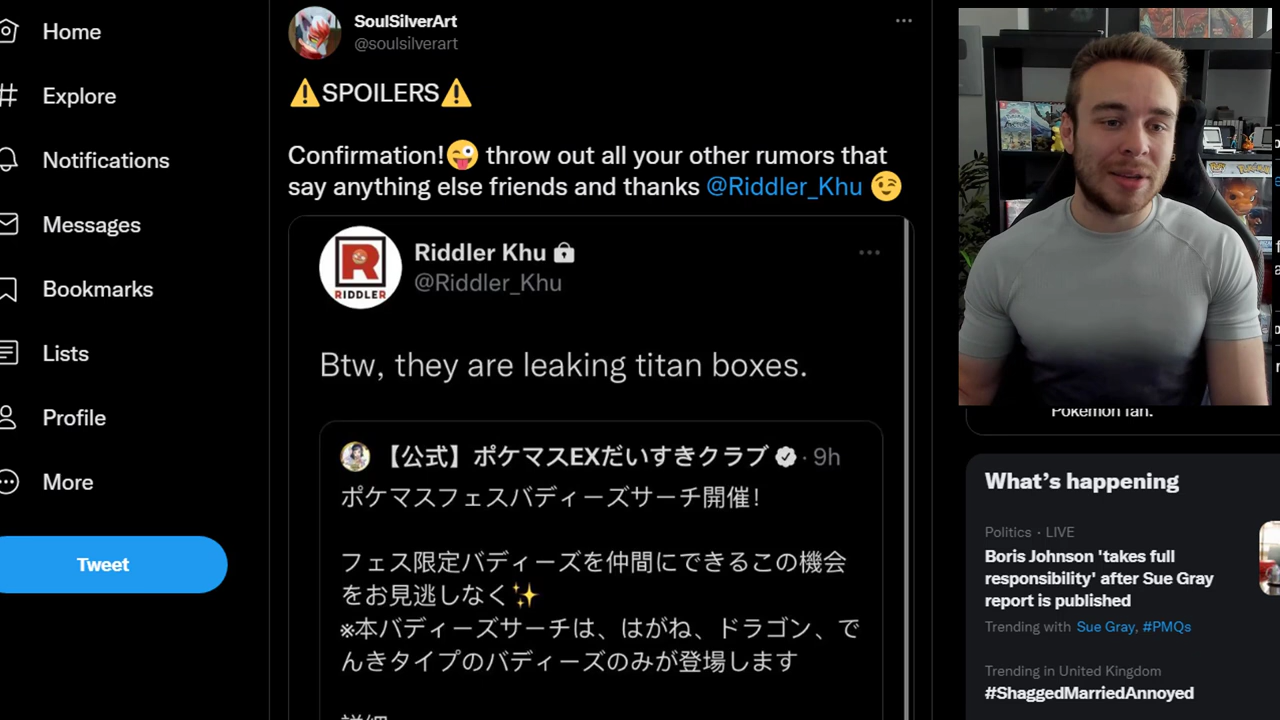 Home
Explore
Notifications
Messages
Bookmarks
Lists
Profile
More
Tweet
SoulSilverArt
@soulsilverart
⚠️SPOILERS⚠️
Confirmation!😜 throw out all your other rumors that
say anything else friends and thanks @Riddler_Khu 😉
R
RIDDLER
Riddler Khu
@Riddler_Khu
Btw, they are leaking titan boxes.
【公式】ポケマスEXだいすきクラブ · 9h
ポケマスフェスバディーズサーチ開催!
フェス限定バディーズを仲間にできるこの機会
をお見逃しなく✨
※本バディーズサーチは、はがね、ドラゴン、で
んきタイプのバディーズのみが登場します
Pokemon fan.
What's happening
Politics · LIVE
Boris Johnson 'takes full
responsibility' after Sue Gray
report is published
Trending with Sue Gray, #PMQs
Trending in United Kingdom
#ShaggedMarriedAnnoyed